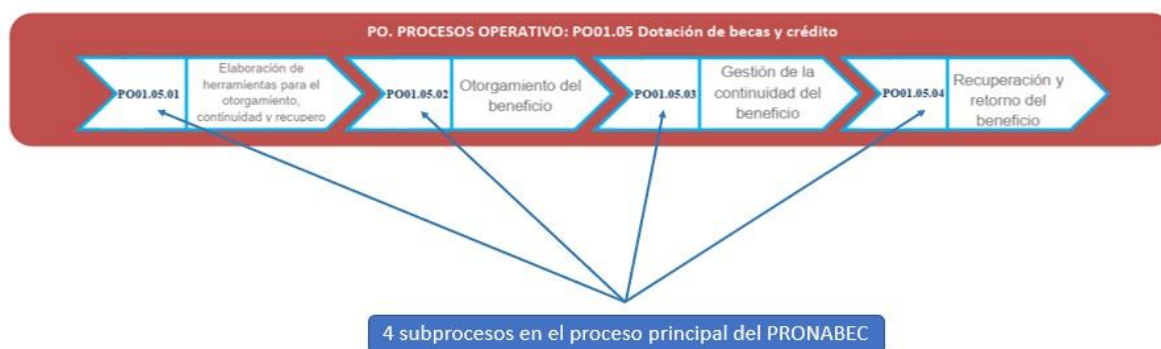 PO. PROCESOS OPERATIVO: PO01.05 Dotación de becas y crédito
PO01.05.01
Elaboración de
herramientas para el
otorgamiento,
continuidad y recupero
PO01.05.02
Otorgamiento del
beneficio
PO01.05.03
Gestión de la
continuidad del
beneficio
PO01.05.04
Recuperación y
retorno del
beneficio
4 subprocesos en el proceso principal del PRONABEC